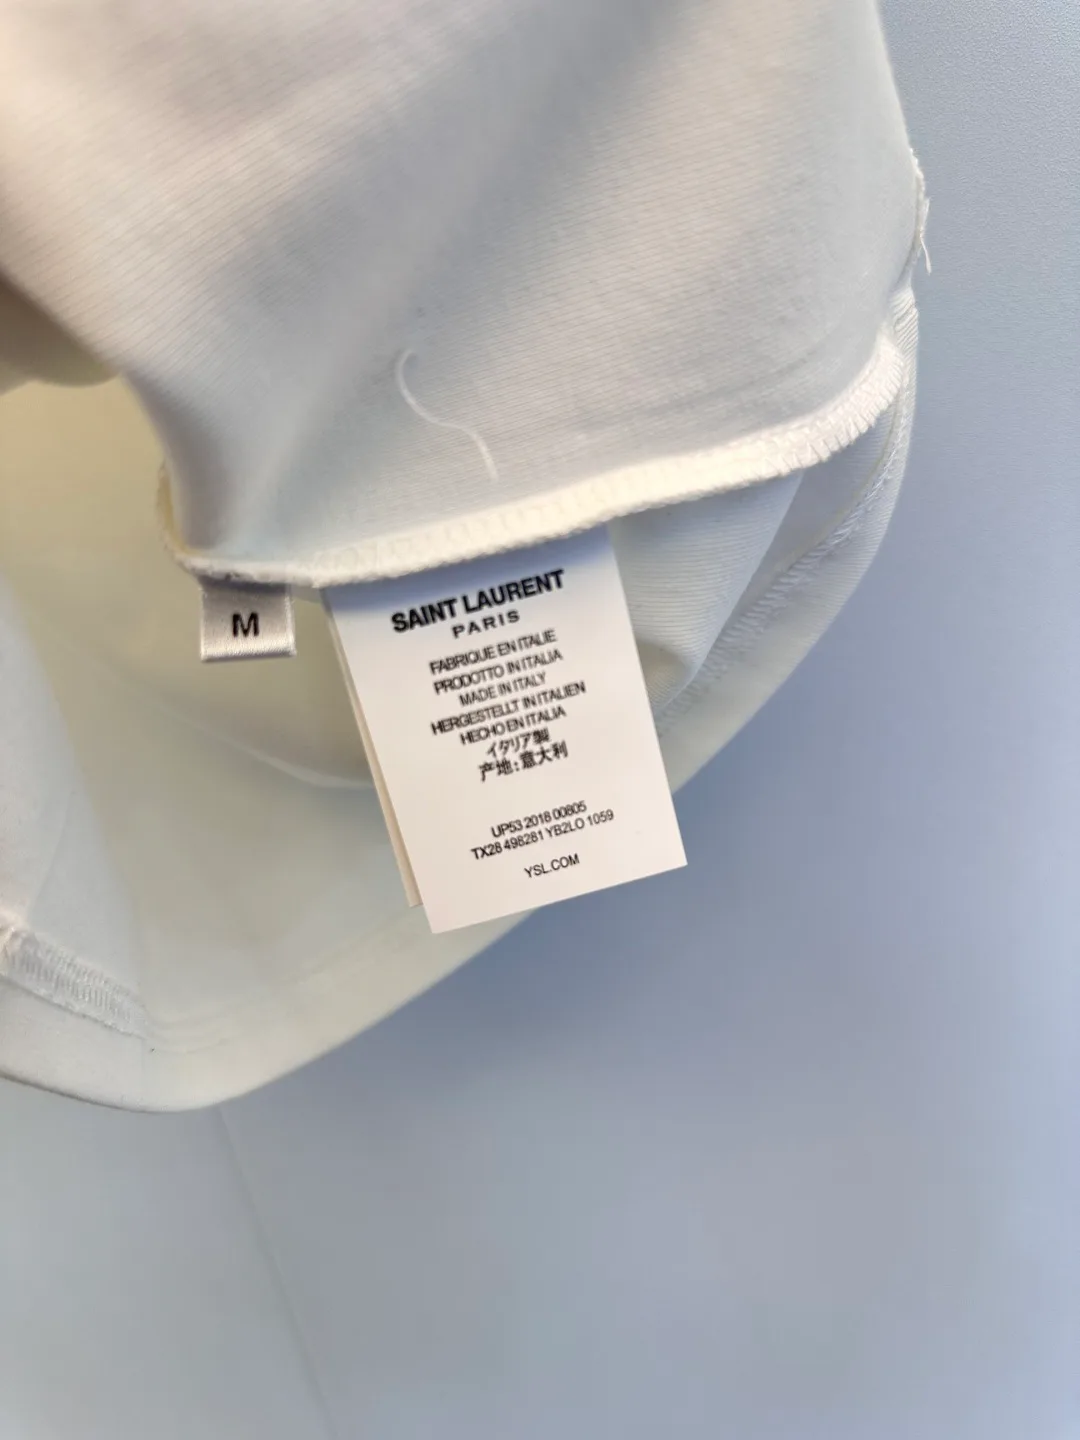 M
SAINT LAURENT
PARIS
FABRIQUE EN ITALIE
PRODOTTO IN ITALIA
MADE IN ITALY
HERGESTELLT IN ITALIEN
HECHO EN ITALIA
イタリア製
产地:意大利
UP53 2018 00805
TX28 498281 YB2LO 1059
YSL.COM